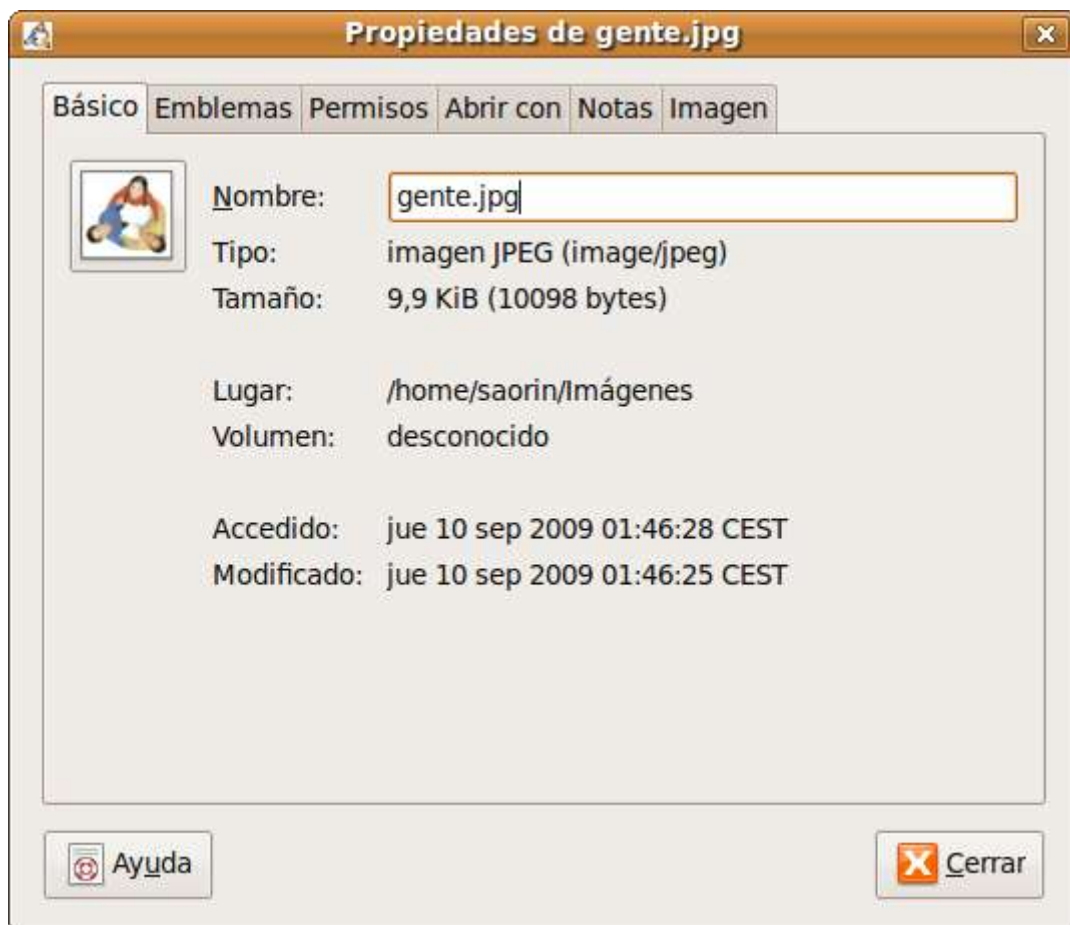 Propiedades de gente.jpg
Básico Emblemas Permisos Abrir con Notas Imagen
Nombre: gente.jpg
Tipo: imagen JPEG (image/jpeg)
Tamaño: 9,9 KiB (10098 bytes)
Lugar: /home/saorin/Imágenes
Volumen: desconocido
Accedido: jue 10 sep 2009 01:46:28 CEST
Modificado: jue 10 sep 2009 01:46:25 CEST
Ayuda Cerrar